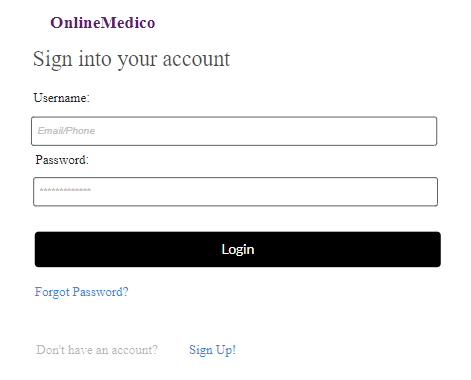 OnlineMedico
Sign into your account
Username:
Email/Phone
Password:
*************
Login
Forgot Password?
Don't have an account? Sign Up!